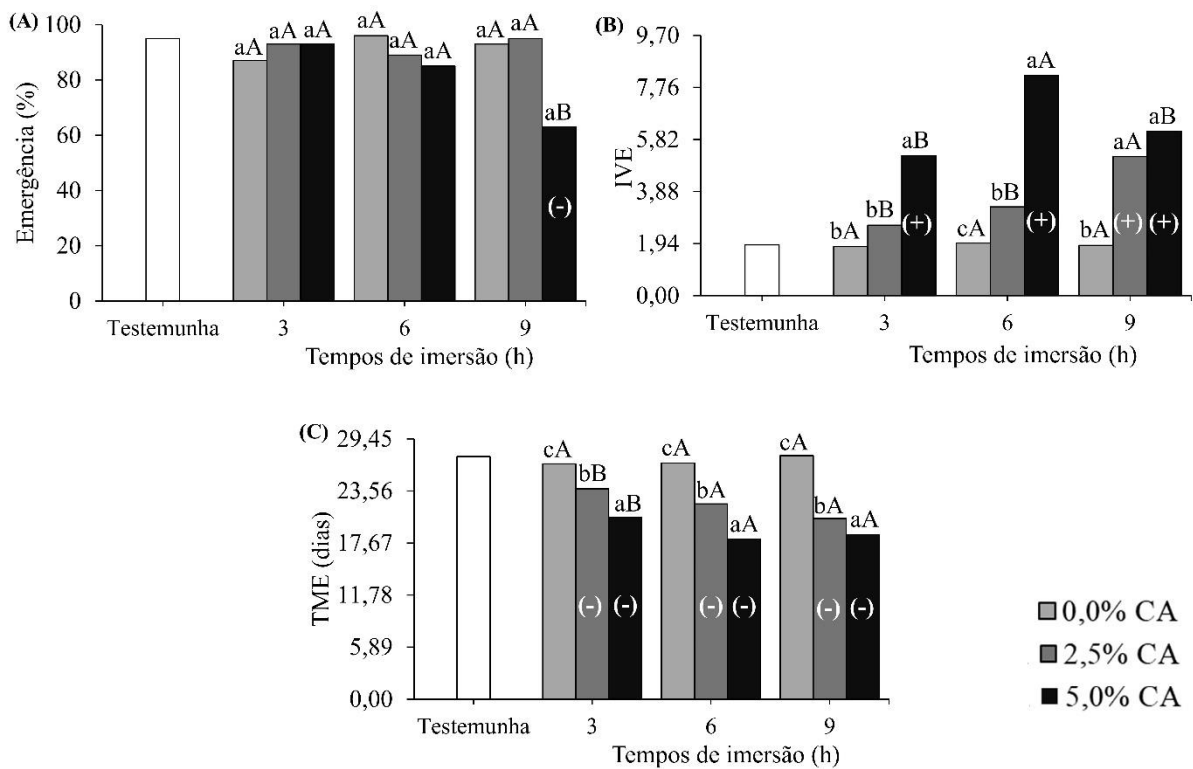 (A)
Emergência (%)
100
80
60
40
20
0
aA aA aA aA aA aA aA aA aB
(-)
Testemunha 3 6 9
Tempos de imersão (h)
(B)
IVE
9,70
7,76
5,82
3,88
1,94
0,00
bA bB aB cA bB aA bA aA aB
(+) (+) (+) (+)
Testemunha 3 6 9
Tempos de imersão (h)
(C)
TME (dias)
29,45
23,56
17,67
11,78
5,89
0,00
cA bB aB cA bA aA cA bA aA
(-) (-) (-) (-) (-) (-)
Testemunha 3 6 9
Tempos de imersão (h)
0,0% CA
2,5% CA
5,0% CA